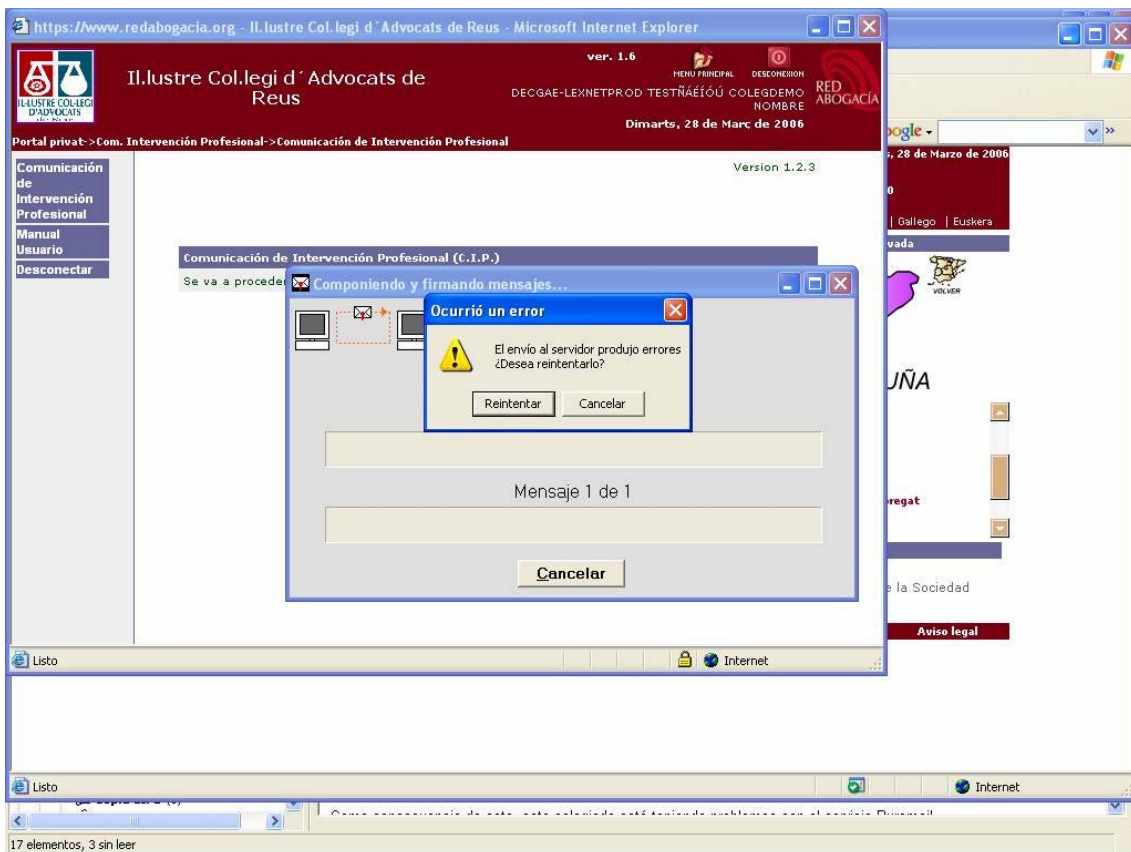 https://www.redabogacia.org - Il.lustre Col.legi d´Advocats de Reus - Microsoft Internet Explorer
IL·LUSTRE COL·LEGI
D'ADVOCATS
Il.lustre Col.legi d´Advocats de
Reus
ver. 1.6
MENU PRINCIPAL
DESCONEXION
DECGAE-LEXNETPROD TESTÑÁÉÍÓÚ COLEGDEMO
NOMBRE
RED
ABOGACÍA
Dimarts, 28 de Març de 2006
Portal privat->Com. Intervención Profesional->Comunicación de Intervención Profesional
Comunicación
de
Intervención
Profesional
Manual
Usuario
Desconectar
Version 1.2.3
Comunicación de Intervención Profesional (C.I.P.)
Se va a proceder
Componiendo y firmando mensajes...
Ocurrió un error
El envío al servidor produjo errores
¿Desea reintentarlo?
Reintentar
Cancelar
Mensaje 1 de 1
Cancelar
Listo
Internet
, 28 de Marzo de 2006
| Gallego | Euskera
vada
VOLVER
UÑA
regat
e la Sociedad
Aviso legal
Listo
Internet
17 elementos, 3 sin leer